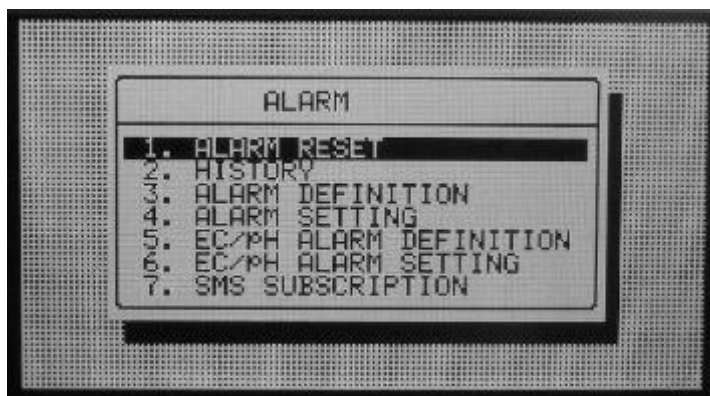 ALARM
1. ALARM RESET
2. HISTORY
3. ALARM DEFINITION
4. ALARM SETTING
5. EC/PH ALARM DEFINITION
6. EC/PH ALARM SETTING
7. SMS SUBSCRIPTION